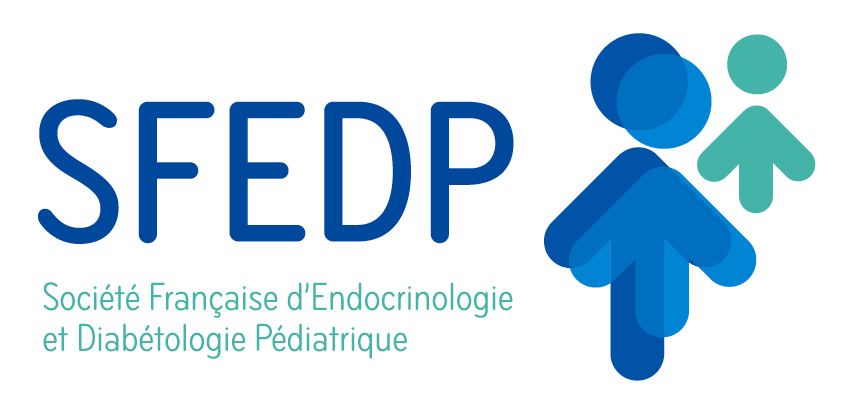 SFEDP
Société Française d'Endocrinologie
et Diabétologie Pédiatrique